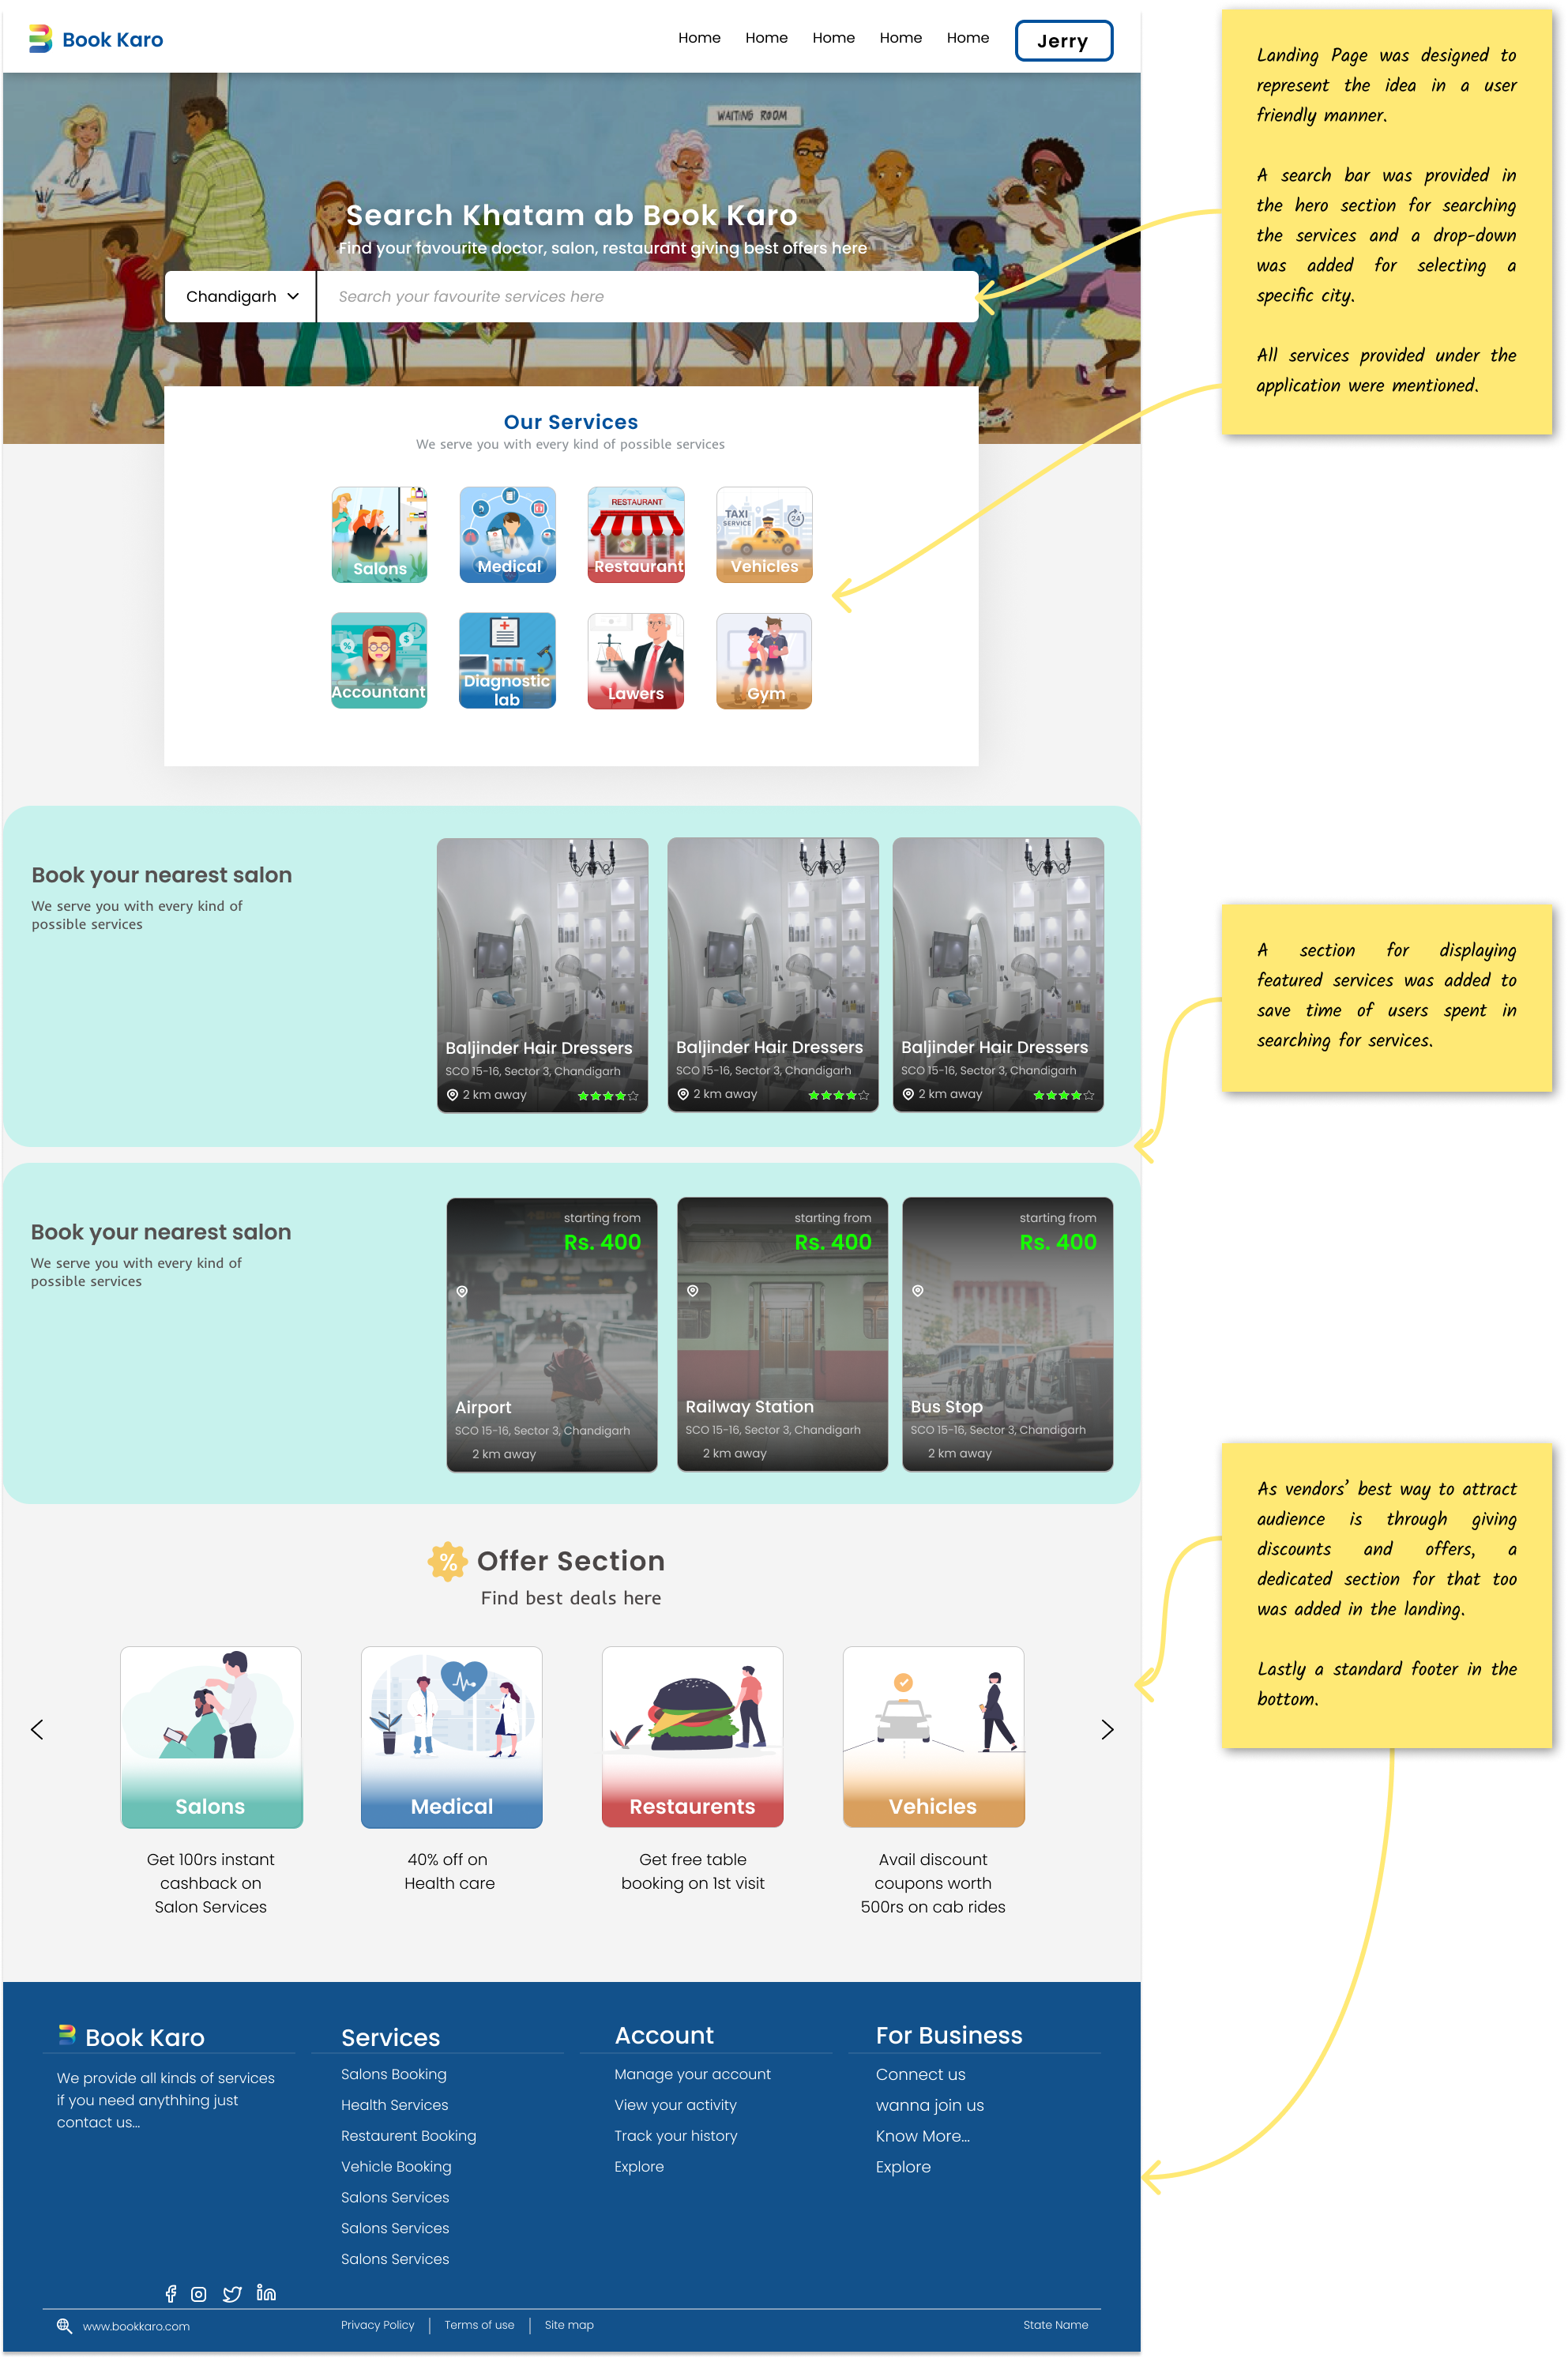 Book Karo
Home Home Home Home Home Jerry
WAITING ROOM
Search Khatam ab Book Karo
Find your favourite doctor, salon, restaurant giving best offers here
Chandigarh
Search your favourite services here
Our Services
We serve you with every kind of possible services
RESTAURANT
TAXI
SERVICE
24
Salons Medical Restaurant Vehicles
% $
Accountant Diagnostic
lab
Lawers Gym
Book your nearest salon
We serve you with every kind of
possible services
Baljinder Hair Dressers
SCO 15-16, Sector 3, Chandigarh
2 km away
Baljinder Hair Dressers
SCO 15-16, Sector 3, Chandigarh
2 km away
Baljinder Hair Dressers
SCO 15-16, Sector 3, Chandigarh
2 km away
Book your nearest salon
We serve you with every kind of
possible services
starting from
Rs. 400
Airport
SCO 15-16, Sector 3, Chandigarh
2 km away
starting from
Rs. 400
Railway Station
SCO 15-16, Sector 3, Chandigarh
2 km away
starting from
Rs. 400
Bus Stop
SCO 15-16, Sector 3, Chandigarh
2 km away
% Offer Section
Find best deals here
Salons
Get 100rs instant
cashback on
Salon Services
Medical
40% off on
Health care
Restaurents
Get free table
booking on 1st visit
Vehicles
Avail discount
coupons worth
500rs on cab rides
Book Karo
We provide all kinds of services
if you need anythhing just
contact us...
Services
Salons Booking
Health Services
Restaurent Booking
Vehicle Booking
Salons Services
Salons Services
Salons Services
Account
Manage your account
View your activity
Track your history
Explore
For Business
Connect us
wanna join us
Know More...
Explore
www.bookkaro.com
Privacy Policy | Terms of use | Site map
State Name
Landing Page was designed to
represent the idea in a user
friendly manner.
A search bar was provided in
the hero section for searching
the services and a drop-down
was added for selecting a
specific city.
All services provided under the
application were mentioned.
A section for displaying
featured services was added to
save time of users spent in
searching for services.
As vendors’ best way to attract
audience is through giving
discounts and offers, a
dedicated section for that too
was added in the landing.
Lastly a standard footer in the
bottom.